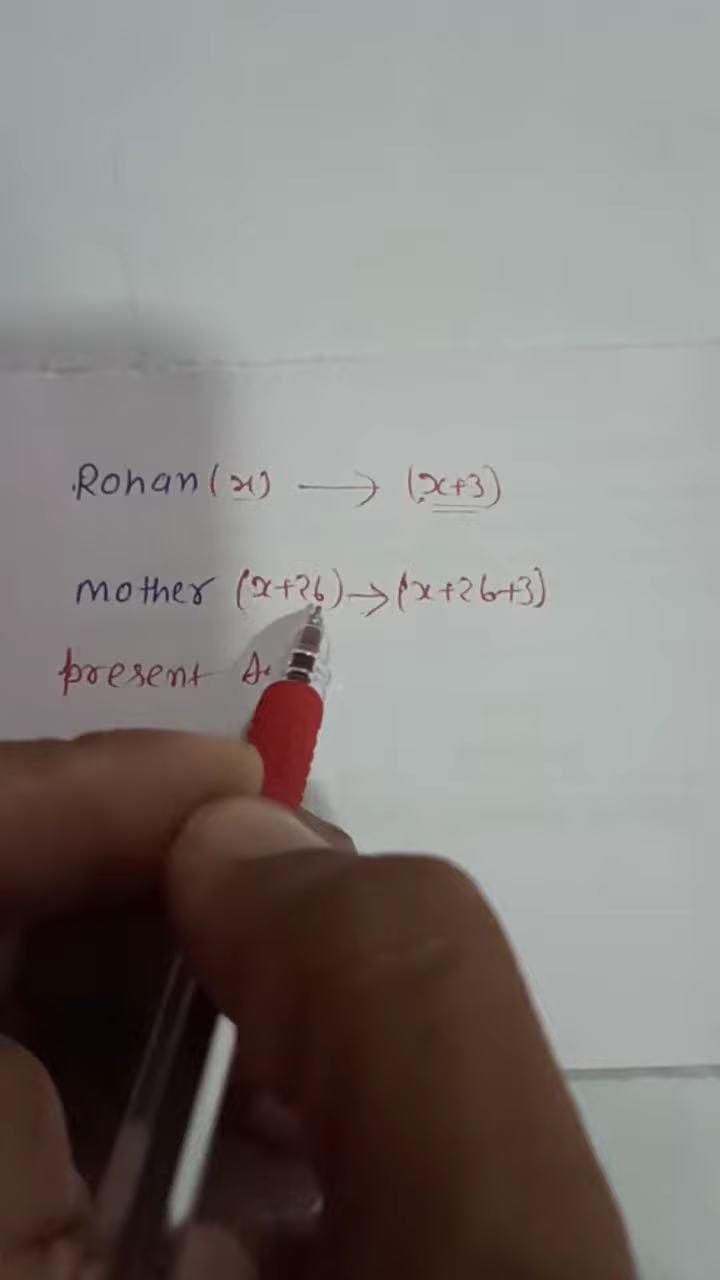 Rohan (x) → (x+3)
mother (x+26) → (x+26+3)
present